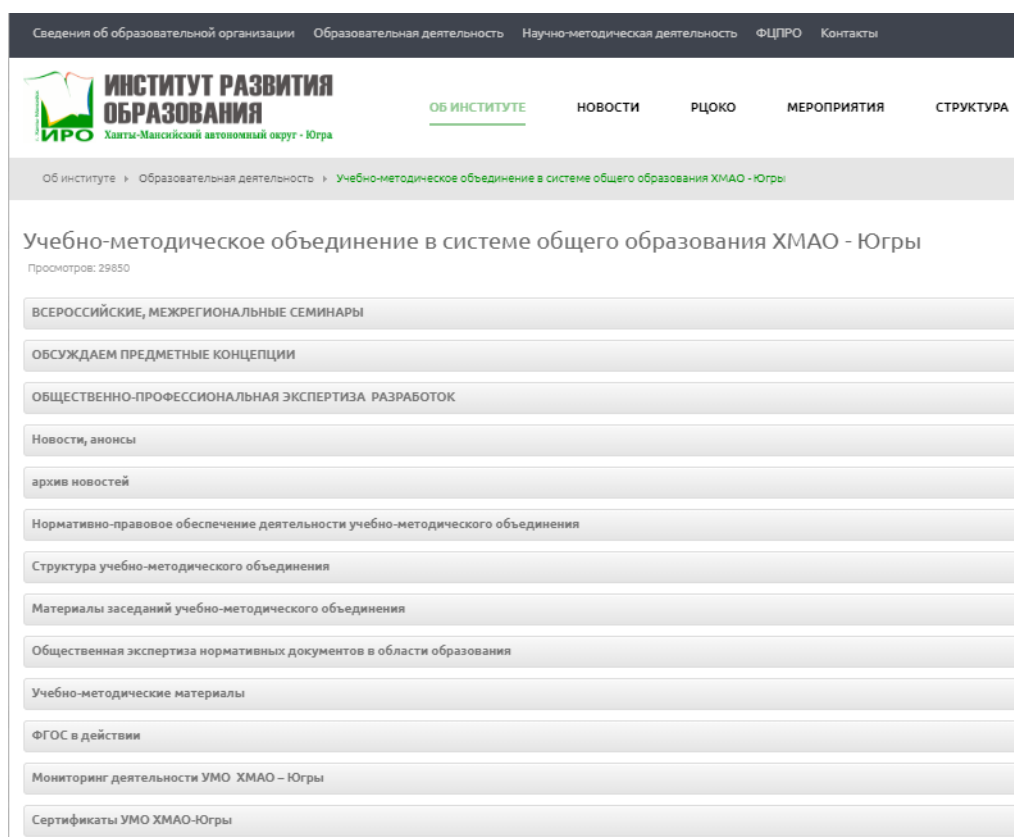 Сведения об образовательной организации Образовательная деятельность Научно-методическая деятельность ФЦПРО Контакты
ИНСТИТУТ РАЗВИТИЯ
ОБРАЗОВАНИЯ
ИРО Ханты-Мансийский автономный округ - Югра
ОБ ИНСТИТУТЕ НОВОСТИ РЦОКО МЕРОПРИЯТИЯ СТРУКТУРА
Об институте Образовательная деятельность Учебно-методическое объединение в системе общего образования ХМАО - Югры
Учебно-методическое объединение в системе общего образования ХМАО - Югры
Просмотров: 29850
ВСЕРОССИЙСКИЕ, МЕЖРЕГИОНАЛЬНЫЕ СЕМИНАРЫ
ОБСУЖДАЕМ ПРЕДМЕТНЫЕ КОНЦЕПЦИИ
ОБЩЕСТВЕННО-ПРОФЕССИОНАЛЬНАЯ ЭКСПЕРТИЗА РАЗРАБОТОК
Новости, анонсы
архив новостей
Нормативно-правовое обеспечение деятельности учебно-методического объединения
Структура учебно-методического объединения
Материалы заседаний учебно-методического объединения
Общественная экспертиза нормативных документов в области образования
Учебно-методические материалы
ФГОС в действии
Мониторинг деятельности УМО ХМАО – Югры
Сертификаты УМО ХМАО-Югры